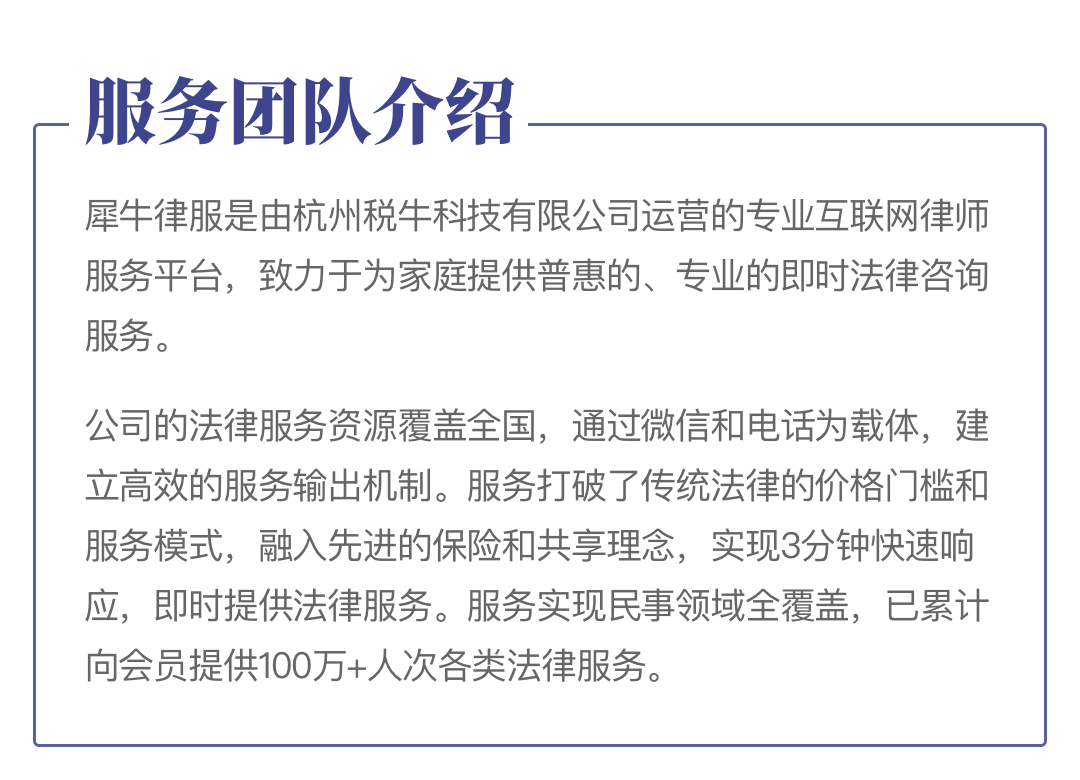 服务团队介绍
犀牛律服是由杭州税牛科技有限公司运营的专业互联网律师
服务平台，致力于为家庭提供普惠的、专业的即时法律咨询
服务。
公司的法律服务资源覆盖全国，通过微信和电话为载体，建
立高效的服务输出机制。服务打破了传统法律的价格门槛和
服务模式，融入先进的保险和共享理念，实现3分钟快速响
应，即时提供法律服务。服务实现民事领域全覆盖，已累计
向会员提供100万+人次各类法律服务。